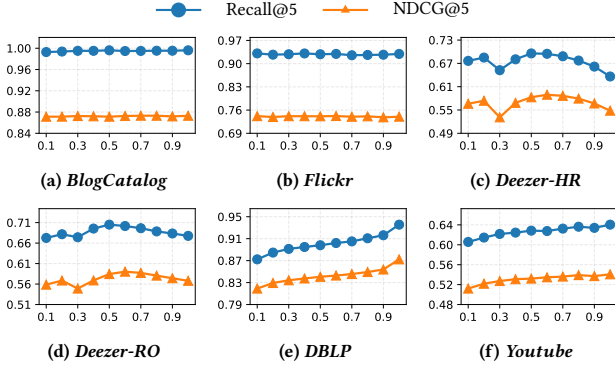 Recall@5 NDCG@5
1.00
0.96
0.92
0.88
0.84
0.1 0.3 0.5 0.7 0.9
(a) BlogCatalog
0.97
0.90
0.83
0.76
0.69
0.1 0.3 0.5 0.7 0.9
(b) Flickr
0.73
0.67
0.61
0.55
0.49
0.1 0.3 0.5 0.7 0.9
(c) Deezer-HR
0.71
0.66
0.61
0.56
0.51
0.1 0.3 0.5 0.7 0.9
(d) Deezer-RO
0.95
0.91
0.87
0.83
0.79
0.1 0.3 0.5 0.7 0.9
(e) DBLP
0.64
0.60
0.56
0.52
0.48
0.1 0.3 0.5 0.7 0.9
(f) Youtube